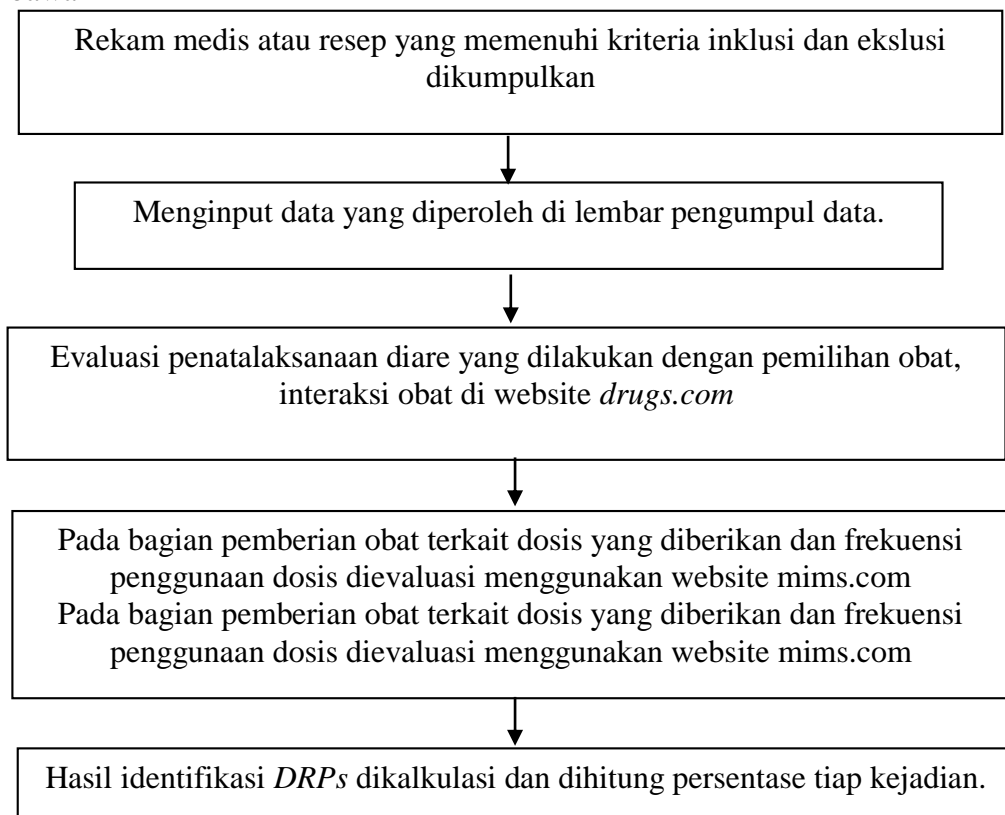 Rekam medis atau resep yang memenuhi kriteria inklusi dan ekslusi
dikumpulkan
Menginput data yang diperoleh di lembar pengumpul data.
Evaluasi penatalaksanaan diare yang dilakukan dengan pemilihan obat,
interaksi obat di website drugs.com
Pada bagian pemberian obat terkait dosis yang diberikan dan frekuensi
penggunaan dosis dievaluasi menggunakan website mims.com
Pada bagian pemberian obat terkait dosis yang diberikan dan frekuensi
penggunaan dosis dievaluasi menggunakan website mims.com
Hasil identifikasi DRPs dikalkulasi dan dihitung persentase tiap kejadian.